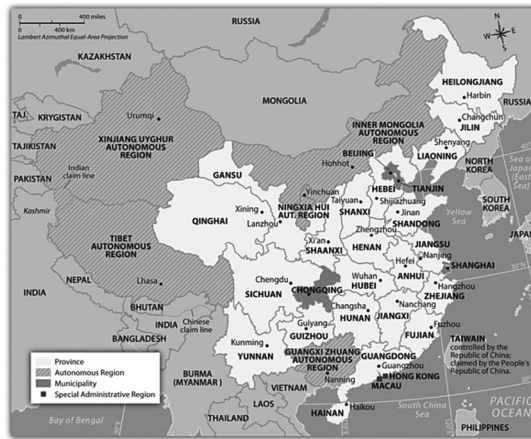 0 400 miles
0 400 km
Lambert Azimuthal Equal-Area Projection
RUSSIA
KAZAKHSTAN
HEILONGJIANG
Harbin
MONGOLIA
RUSSIA
Changchun
JILIN
TAJ.
KRYGISTAN
Urumqi
INNER MONGOLIA
AUTONOMOUS
REGION
Shenyang
LIAONING
TAJIKISTAN
XINJIANG UYGHUR
AUTONOMOUS
REGION
BEIJING
Hohhot
NORTH
KOREA
PAKISTAN
Indian
claim line
GANSU
HEBEI
TIANJIN
Yinchuan
NINGXIA HUI
AUT. REGION
Taiyuan
SHANXI
Shijiazhuang
SOUTH
KOREA
Kashmir
QINGHAI
Xining
Lanzhou
Jinan
SHANDONG
Yellow
Sea
JAPA
Zhengzhou
Xi'an
SHAANXI
HENAN
JIANGSU
TIBET
AUTONOMOUS
REGION
Hefei
Nanjing
SHANGHAI
NEPAL
Lhasa
Chengdu
SICHUAN
CHONGQING
Wuhan
HUBEI
ANHUI
Hangzhou
ZHEJIANG
INDIA
BHUTAN
Changsha
HUNAN
Nanchang
JIANGXI
INDIA
Chinese
claim line
Guiyang
GUIZHOU
Fuzhou
FUJIAN
BANGLADESH
Kunming
YUNNAN
GUANGXI ZHUANG
AUTONOMOUS
REGION
GUANGDONG
Guangzhou
TAIWAIN
controlled by the
Republic of China;
claimed by the People's
Republic of China.
BURMA
(MYANMAR)
Nanning
HONG KONG
MACAU
VIETNAM
LAOS
HAINAN
Haikou
South China
Sea
PACIFIC
OCEAN
Bay of Bengal
THAILAND
PHILIPPINES
Province
Autonomous Region
Municipality
Special Administrative Region